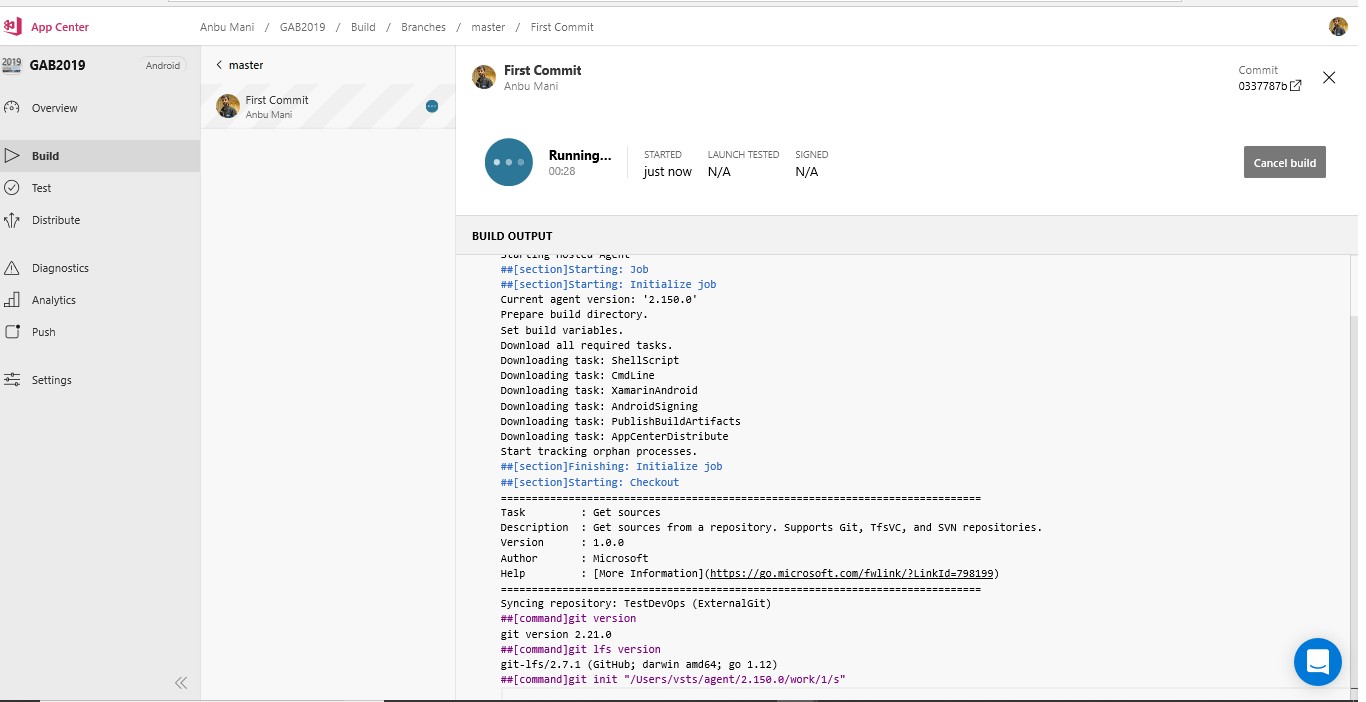 App Center
Anbu Mani / GAB2019 / Build / Branches / master / First Commit
2019
GAB2019
Android
Overview
Build
Test
Distribute
Diagnostics
Analytics
Push
Settings
master
First Commit
Anbu Mani
First Commit
Anbu Mani
Commit
0337787b
Running...
00:28
STARTED
just now
LAUNCH TESTED
N/A
SIGNED
N/A
Cancel build
BUILD OUTPUT
Starting Hosted Agent
##[section]Starting: Job
##[section]Starting: Initialize job
Current agent version: '2.150.0'
Prepare build directory.
Set build variables.
Download all required tasks.
Downloading task: ShellScript
Downloading task: CmdLine
Downloading task: XamarinAndroid
Downloading task: AndroidSigning
Downloading task: PublishBuildArtifacts
Downloading task: AppCenterDistribute
Start tracking orphan processes.
##[section]Finishing: Initialize job
##[section]Starting: Checkout
==============================================================================
Task         : Get sources
Description  : Get sources from a repository. Supports Git, TfsVC, and SVN repositories.
Version      : 1.0.0
Author       : Microsoft
Help         : [More Information](https://go.microsoft.com/fwlink/?LinkId=798199)
==============================================================================
Syncing repository: TestDevOps (ExternalGit)
##[command]git version
git version 2.21.0
##[command]git lfs version
git-lfs/2.7.1 (GitHub; darwin amd64; go 1.12)
##[command]git init "/Users/vsts/agent/2.150.0/work/1/s"